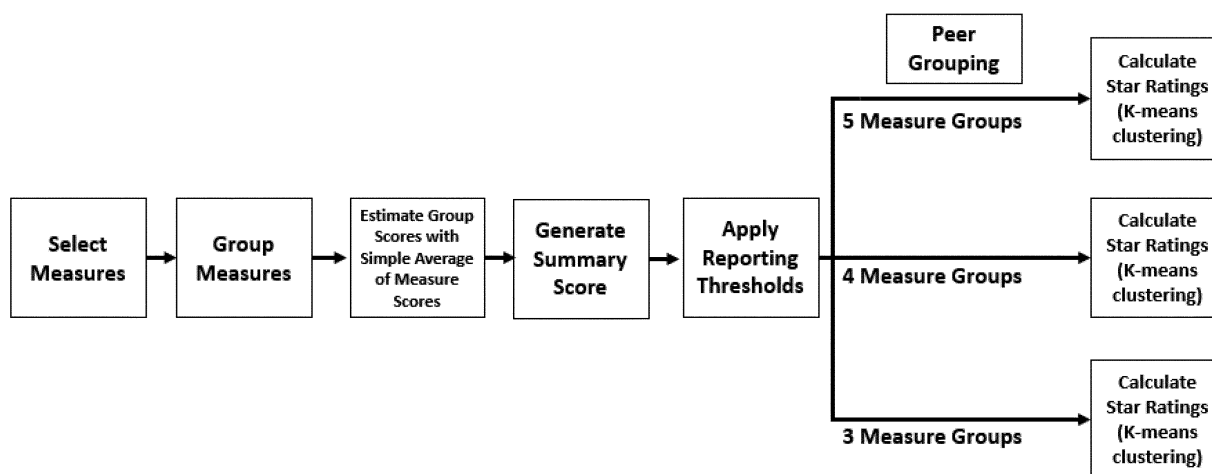 Select
Measures
Group
Measures
Estimate Group
Scores with
Simple Average
of Measure
Scores
Generate
Summary
Score
Apply
Reporting
Thresholds
Peer
Grouping
5 Measure Groups
Calculate
Star Ratings
(K-means
clustering)
4 Measure Groups
Calculate
Star Ratings
(K-means
clustering)
3 Measure Groups
Calculate
Star Ratings
(K-means
clustering)